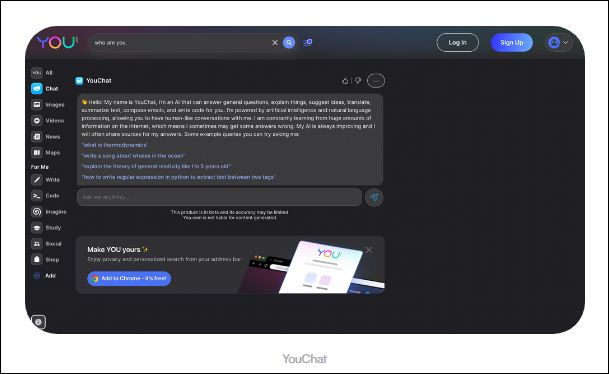 YOU
who are you
Log In
Sign Up
YOU All
Chat
Images
Videos
News
Maps
For Me
Write
Code
Imagine
Study
Social
Shop
Add
YouChat
👋 Hello! My name is YouChat, I'm an AI that can answer general questions, explain things, suggest ideas, translate,
summarize text, compose emails, and write code for you. I'm powered by artificial intelligence and natural language
processing, allowing you to have human-like conversations with me. I am constantly learning from huge amounts of
information on the internet, which means I sometimes may get some answers wrong. My AI is always improving and I
will often share sources for my answers. Some example queries you can try asking me:
"what is thermodynamics"
"write a song about whales in the ocean"
"explain the theory of general relativity like I'm 5 years old"
"how to write regular expression in python to extract text between two tags"
Ask me anything...
This product is in beta and its accuracy may be limited.
You.com is not liable for content generated.
Make YOU yours ✨
Enjoy privacy and personalized search from your address bar
Add to Chrome - it's free!
YOU
YouChat